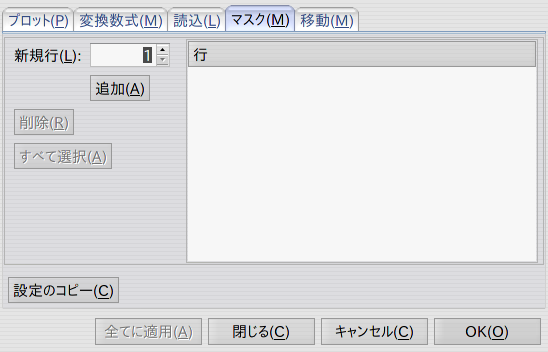 プロット(P) 変換数式(M) 読込(L) マスク(M) 移動(M)
新規行(L): 1
行
追加(A)
削除(R)
すべて選択(A)
設定のコピー(C)
全てに適用(A) 閉じる(C) キャンセル(C) OK(O)